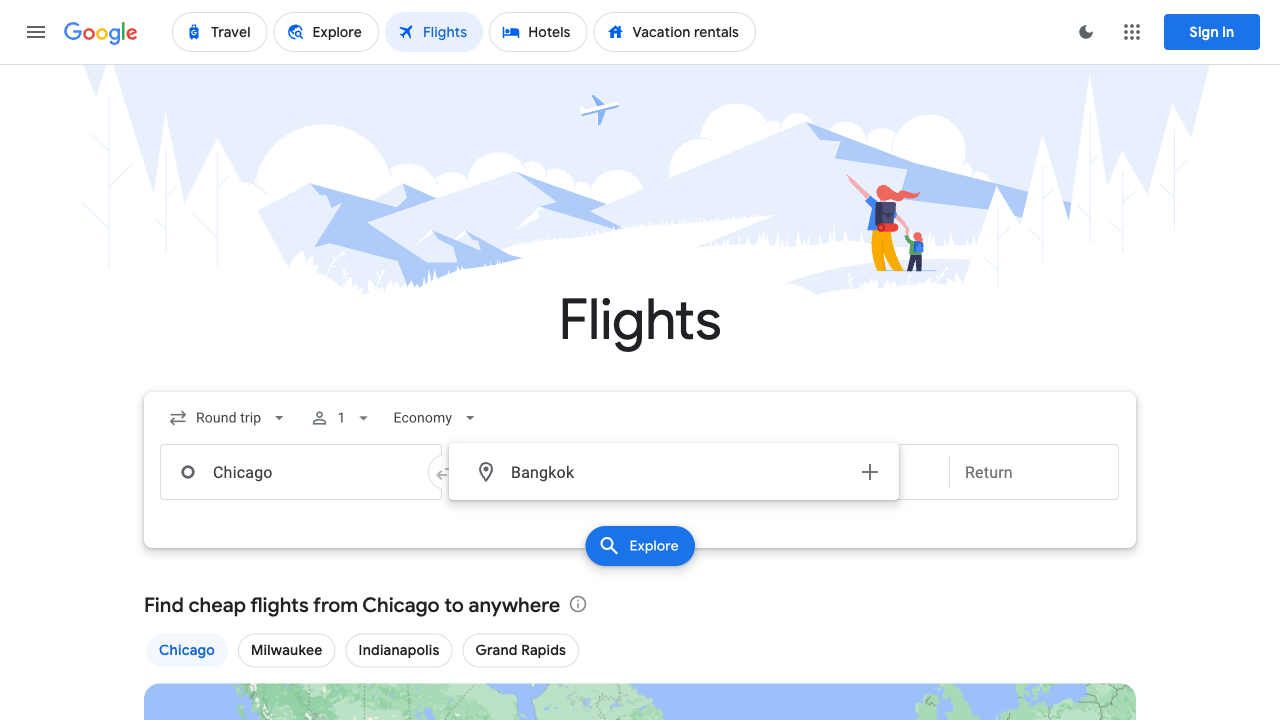 Google
Travel
Explore
Flights
Hotels
Vacation rentals
Sign in
Flights
Round trip
1
Economy
Chicago
Bangkok
Return
Explore
Find cheap flights from Chicago to anywhere
Chicago
Milwaukee
Indianapolis
Grand Rapids